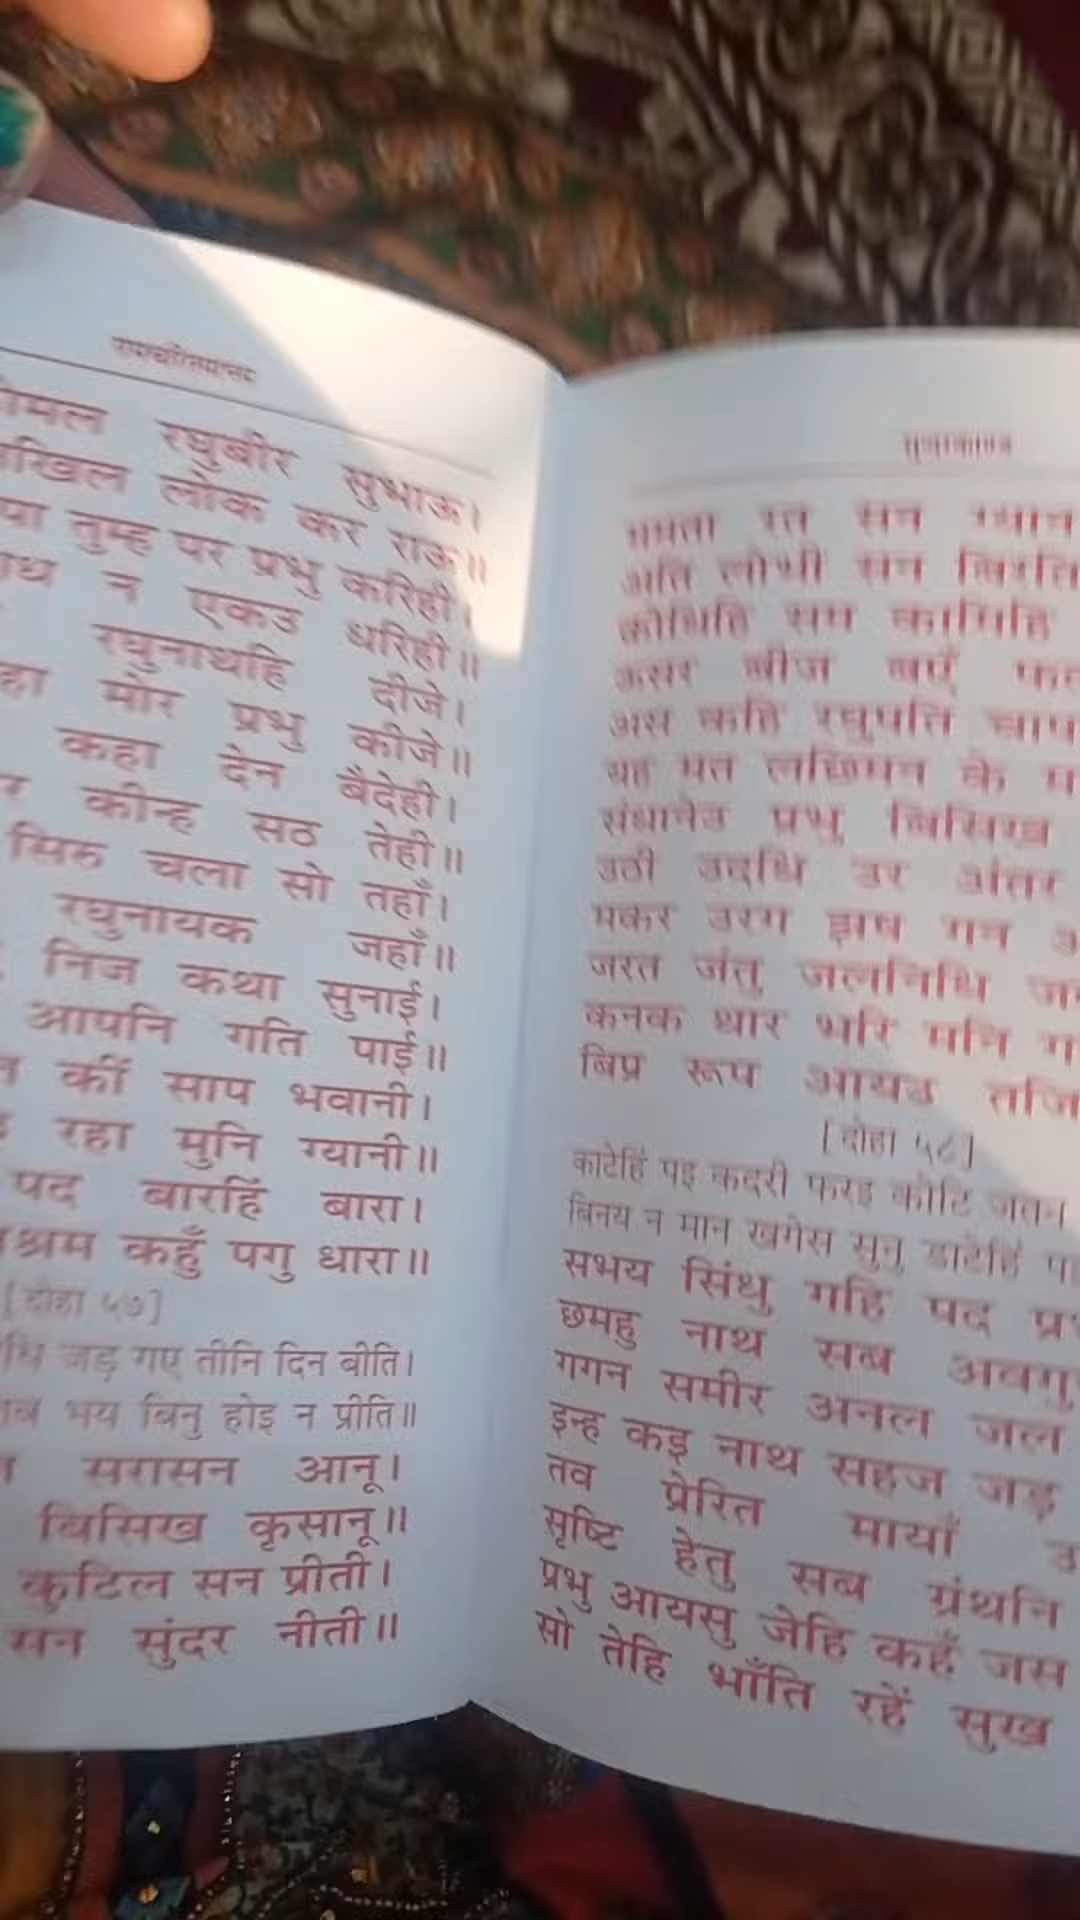 रामचरितमानस
रघुबीर सुभाऊ।
लोक कर राऊ॥
तुम्ह पर प्रभु करिही।
न एकउ धरिही॥
रघुनाथहि दीजे।
मोर प्रभु कीजे॥
कहा देन बैदेही।
कीन्ह सठ तेही॥
सिरु चला सो तहाँ।
रघुनायक जहाँ॥
निज कथा सुनाई।
आपनि गति पाई॥
कीं साप भवानी।
रहा मुनि ग्यानी॥
पद बारहिं बारा।
श्रम कहुँ पगु धारा॥
[दोहा ५७]
जड़ गए तीनि दिन बीति।
भय बिनु होइ न प्रीति॥
सरासन आनू।
बिसिख कृसानू॥
कुटिल सन प्रीती।
सन सुंदर नीती॥
सुन्दरकाण्ड
ममता रत सन ग्यान
अति लोभी सन बिरति
क्रोधिहि सम कामिहि
ऊसर बीज बएँ
अस कहि रघुपति चाप
यह मत लछिमन के
संधानेउ प्रभु बिसिख
उठी उदधि उर अंतर
मकर उरग झष गन
जरत जंतु जलनिधि
कनक थार भरि मनि
बिप्र रूप आयउ तजि
[दोहा ५८]
काटेहिं पइ कदरी फरइ कोटि जतन
बिनय न मान खगेस सुनु डाटेहिं
सभय सिंधु गहि पद
छमहु नाथ सब
गगन समीर अनल जल
इन्ह कइ नाथ सहज जड़
तव प्रेरित मायाँ
सृष्टि हेतु सब ग्रंथनि
प्रभु आयसु जेहि कहँ जस
सो तेहि भाँति रहें सुख